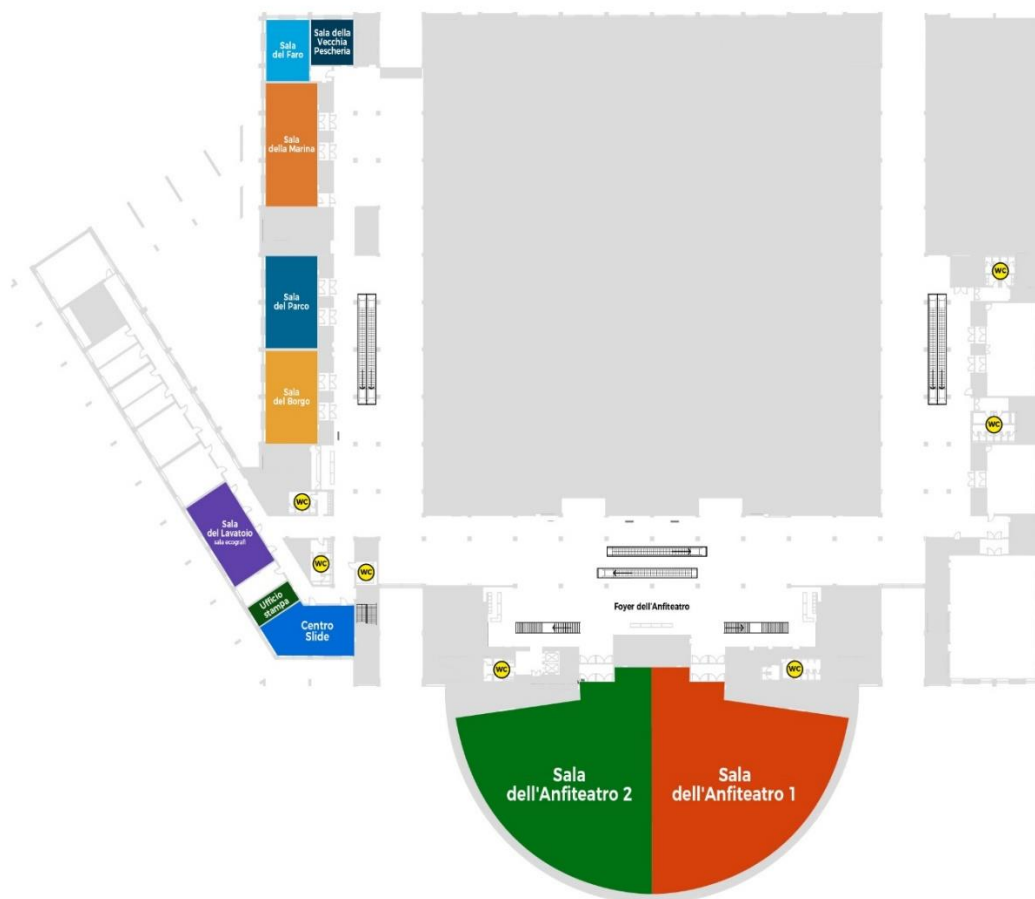 Sala
del Faro
Sala della
Vecchia
Pescheria
Sala
della Marina
WC
Sala
del Parco
Sala
del Borgo
WC
WC
Sala
del Lavatoio
sala ecografi
WC
WC
Ufficio
stampa
Foyer dell'Anfiteatro
Centro
Slide
WC
WC
Sala
dell'Anfiteatro 2
Sala
dell'Anfiteatro 1